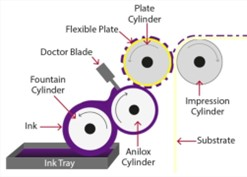 Plate
Cylinder
Flexible Plate
Doctor Blade
Fountain
Cylinder
Impression
Cylinder
Ink
Substrate
Anilox
Cylinder
Ink Tray